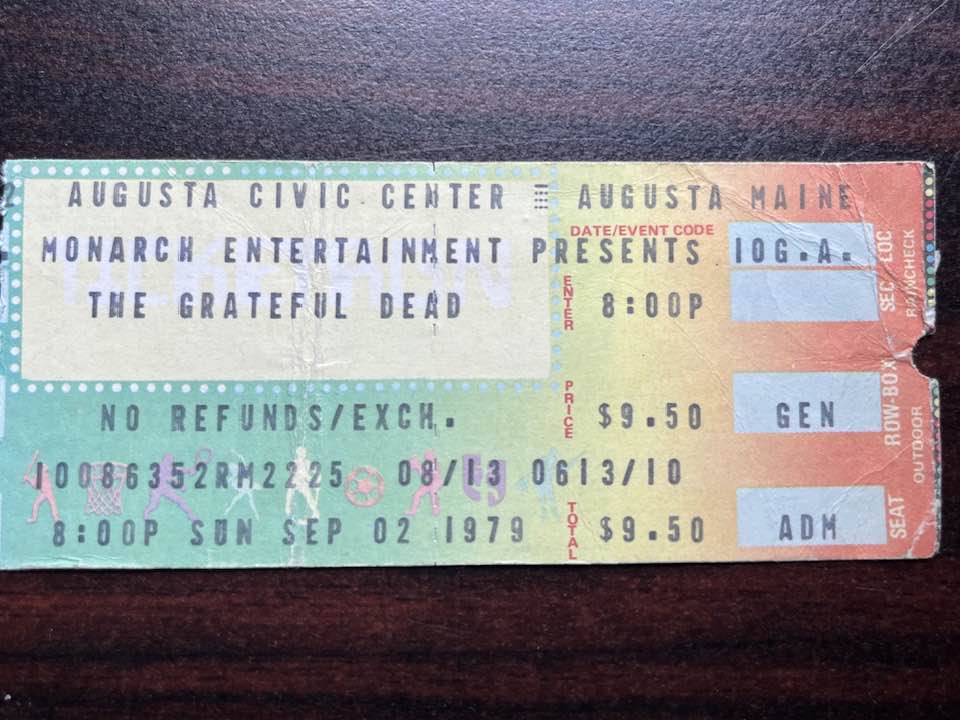 AUGUSTA CIVIC CENTER AUGUSTA MAINE
DATE/EVENT CODE
MONARCH ENTERTAINMENT PRESENTS IOG.A.
THE GRATEFUL DEAD ENTER 8:00P SEC/LOC RAINCHECK
NO REFUNDS/EXCH. PRICE $9.50 GEN ROW-BOX OUTDOOR
10086352RM2225 08/13 0613/10
8:00P SUN SEP 02 1979 TOTAL $9.50 ADM SEAT